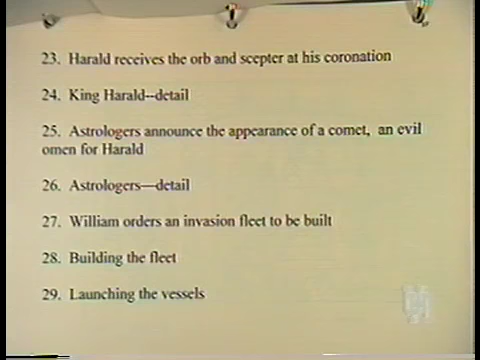 23. Harald receives the orb and scepter at his coronation
24. King Harald--detail
25. Astrologers announce the appearance of a comet, an evil
omen for Harald
26. Astrologers—detail
27. William orders an invasion fleet to be built
28. Building the fleet
29. Launching the vessels